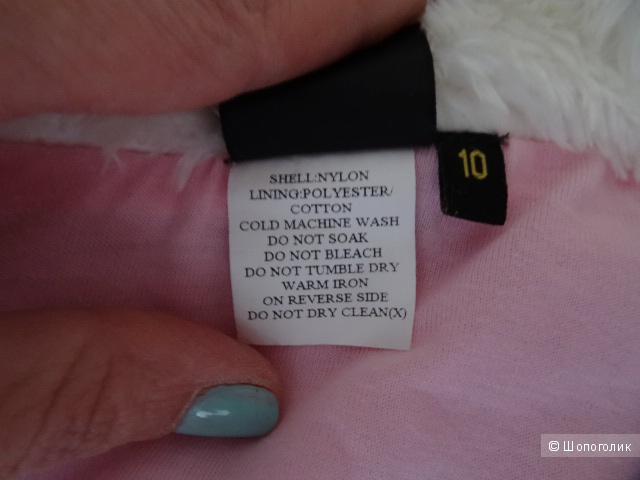 10
SHELL:NYLON
LINING:POLYESTER/
COTTON
COLD MACHINE WASH
DO NOT SOAK
DO NOT BLEACH
DO NOT TUMBLE DRY
WARM IRON
ON REVERSE SIDE
DO NOT DRY CLEAN(X)
© Шопоголик